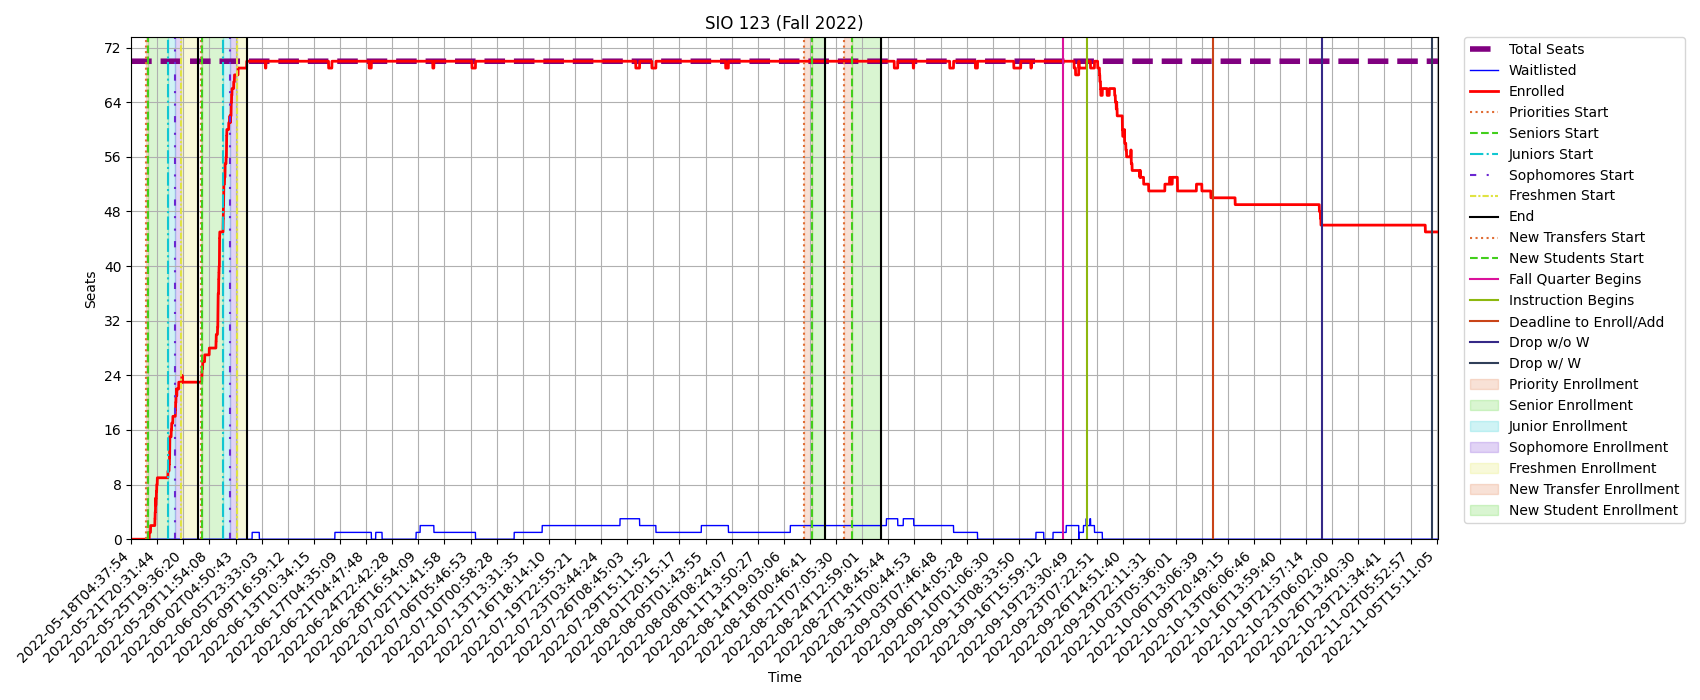 SIO 123 (Fall 2022)
Seats
72
64
56
48
40
32
24
16
8
0
2022-05-18T04:37:54
2022-05-21T20:31:44
2022-05-25T19:36:20
2022-05-29T11:54:08
2022-06-02T04:50:43
2022-06-05T23:33:03
2022-06-09T16:59:12
2022-06-13T10:34:15
2022-06-17T04:35:09
2022-06-21T04:47:48
2022-06-24T22:42:28
2022-06-28T16:54:09
2022-07-02T11:41:58
2022-07-06T05:46:53
2022-07-10T00:58:28
2022-07-13T13:31:35
2022-07-16T18:14:10
2022-07-19T22:55:21
2022-07-23T03:44:24
2022-07-26T08:45:03
2022-07-29T15:11:52
2022-08-01T20:15:17
2022-08-05T01:43:55
2022-08-08T08:24:07
2022-08-11T13:50:27
2022-08-14T19:03:06
2022-08-18T00:46:41
2022-08-21T07:05:30
2022-08-24T12:59:01
2022-08-27T18:45:44
2022-08-31T00:44:53
2022-09-03T07:46:48
2022-09-06T14:05:28
2022-09-10T01:06:30
2022-09-13T08:33:50
2022-09-16T16:59:12
2022-09-19T23:30:49
2022-09-23T07:22:51
2022-09-26T14:51:40
2022-09-29T22:11:31
2022-10-03T05:36:01
2022-10-06T13:06:39
2022-10-09T20:49:15
2022-10-13T06:06:46
2022-10-16T13:59:40
2022-10-19T21:57:14
2022-10-23T06:02:00
2022-10-26T13:40:30
2022-10-29T21:34:41
2022-11-02T05:52:57
2022-11-05T15:11:05
Time
Total Seats
Waitlisted
Enrolled
Priorities Start
Seniors Start
Juniors Start
Sophomores Start
Freshmen Start
End
New Transfers Start
New Students Start
Fall Quarter Begins
Instruction Begins
Deadline to Enroll/Add
Drop w/o W
Drop w/ W
Priority Enrollment
Senior Enrollment
Junior Enrollment
Sophomore Enrollment
Freshmen Enrollment
New Transfer Enrollment
New Student Enrollment